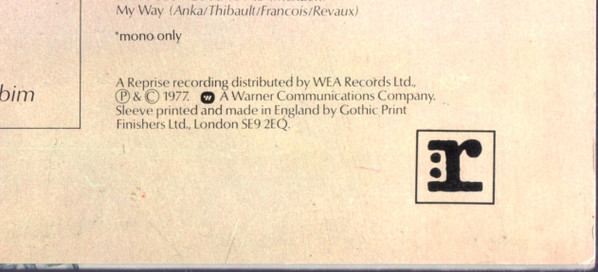 My Way (Anka/Thibault/Francois/Revaux)
*mono only
bim
A Reprise recording distributed by WEA Records Ltd.,
Ⓟ & © 1977. A Warner Communications Company.
Sleeve printed and made in England by Gothic Print
Finishers Ltd., London SE9 2EQ.
:r